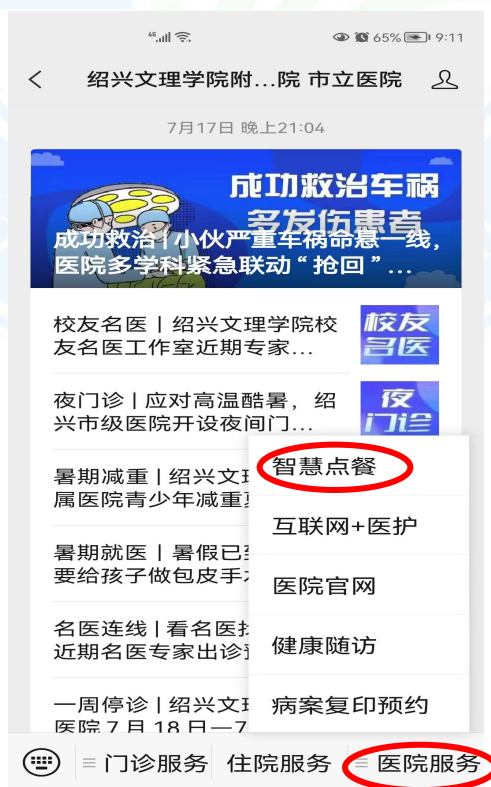 46 65% 9:11
绍兴文理学院附...院 市立医院
7月17日 晚上21:04
成功救治车祸
多发伤患者
成功救治|小伙严重车祸命悬一线，
医院多学科紧急联动“抢回”...
校友名医丨绍兴文理学院校
友名医工作室近期专家...
校友
名医
夜门诊 | 应对高温酷暑，绍
兴市级医院开设夜间门...
夜
门诊
暑期减重 | 绍兴文理
属医院青少年减重夏
暑期就医丨暑假已到
要给孩子做包皮手术
名医连线 | 看名医找
近期名医专家出诊预
一周停诊 | 绍兴文理
医院 7 月 18 日—7
智慧点餐
互联网+医护
医院官网
健康随访
病案复印预约
门诊服务 住院服务 医院服务